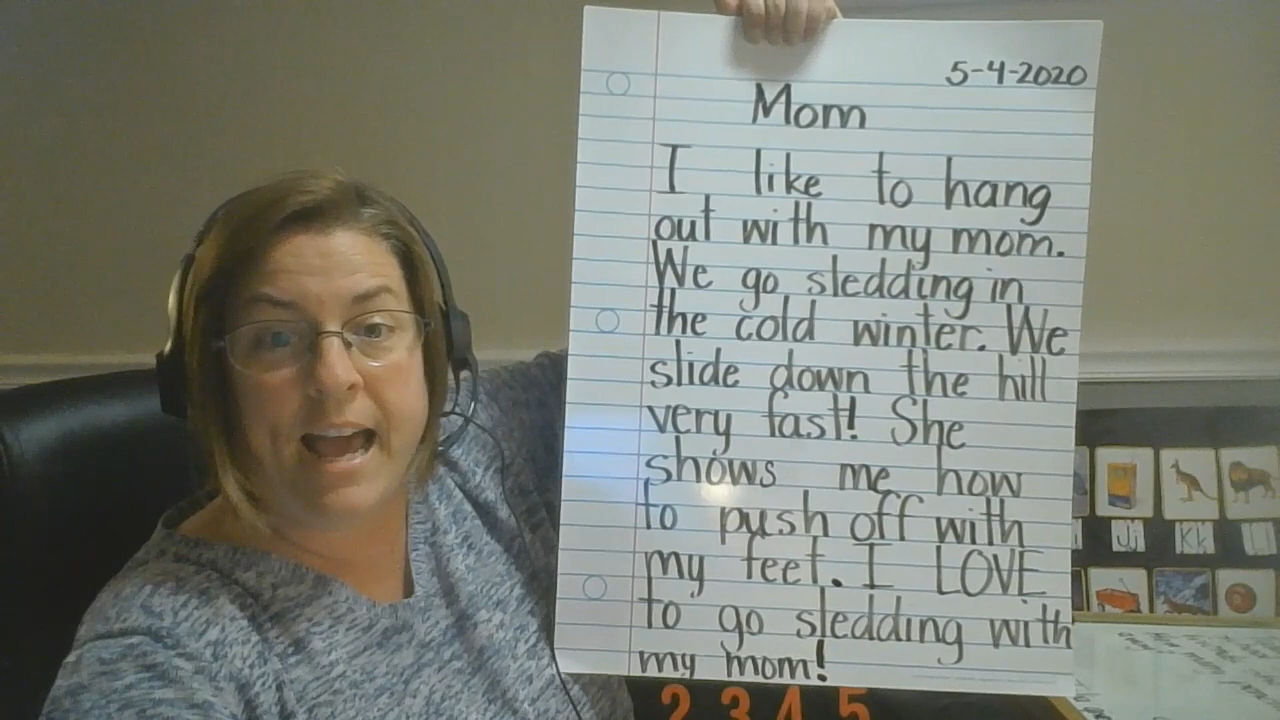 5-4-2020
Mom
I like to hang
out with my mom.
We go sledding in
the cold winter. We
slide down the hill
very fast! She
shows me how
to push off with
my feet. I LOVE
to go sledding with
my mom!
Jj Kk
2 3 4 5